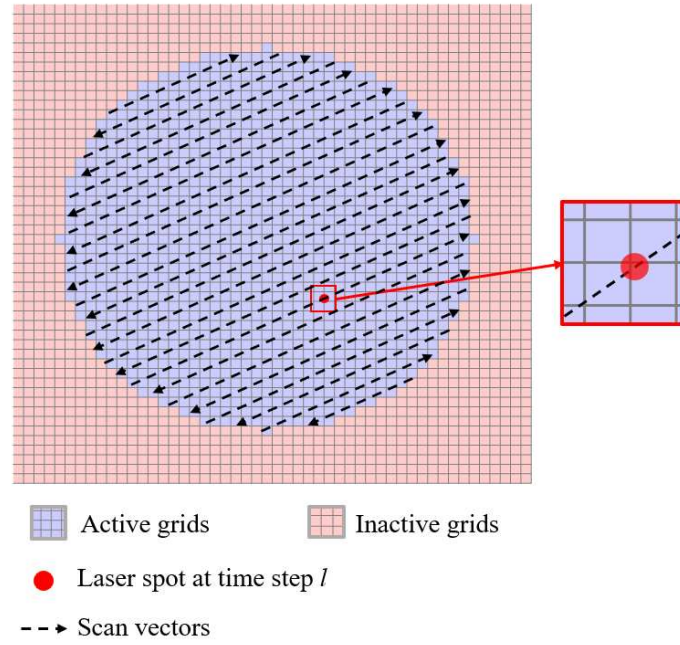 Active grids
Inactive grids
Laser spot at time step l
Scan vectors